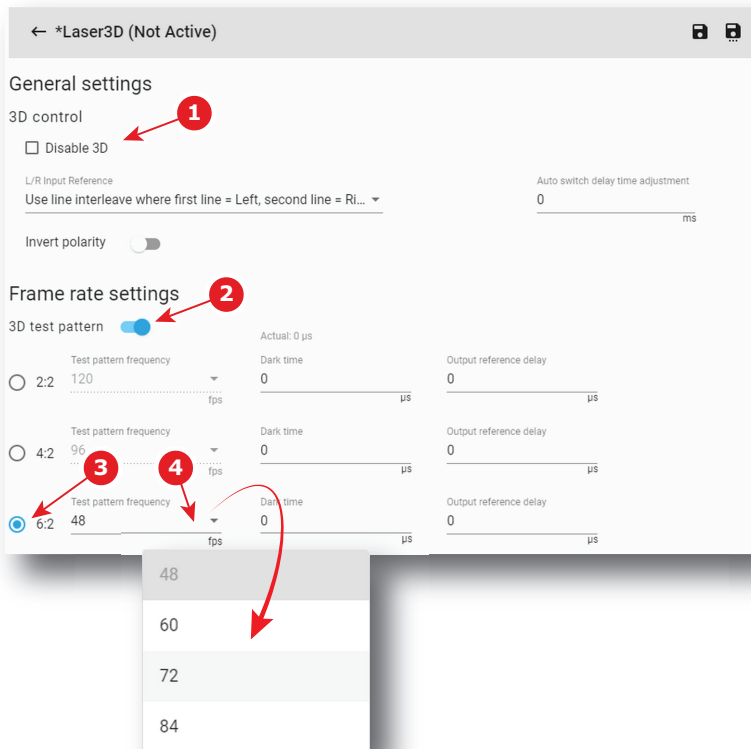 ← *Laser3D (Not Active)
General settings
3D control
1
Disable 3D
L/R Input Reference
Auto switch delay time adjustment
Use line interleave where first line = Left, second line = Ri...
0
ms
Invert polarity
Frame rate settings
2
3D test pattern
Actual: 0 µs
Test pattern frequency
Dark time
Output reference delay
2:2
120
0
0
fps
µs
µs
Test pattern frequency
Dark time
Output reference delay
4:2
96
0
0
fps
µs
µs
3
4
Test pattern frequency
Dark time
Output reference delay
6:2
48
0
0
fps
µs
µs
48
60
72
84